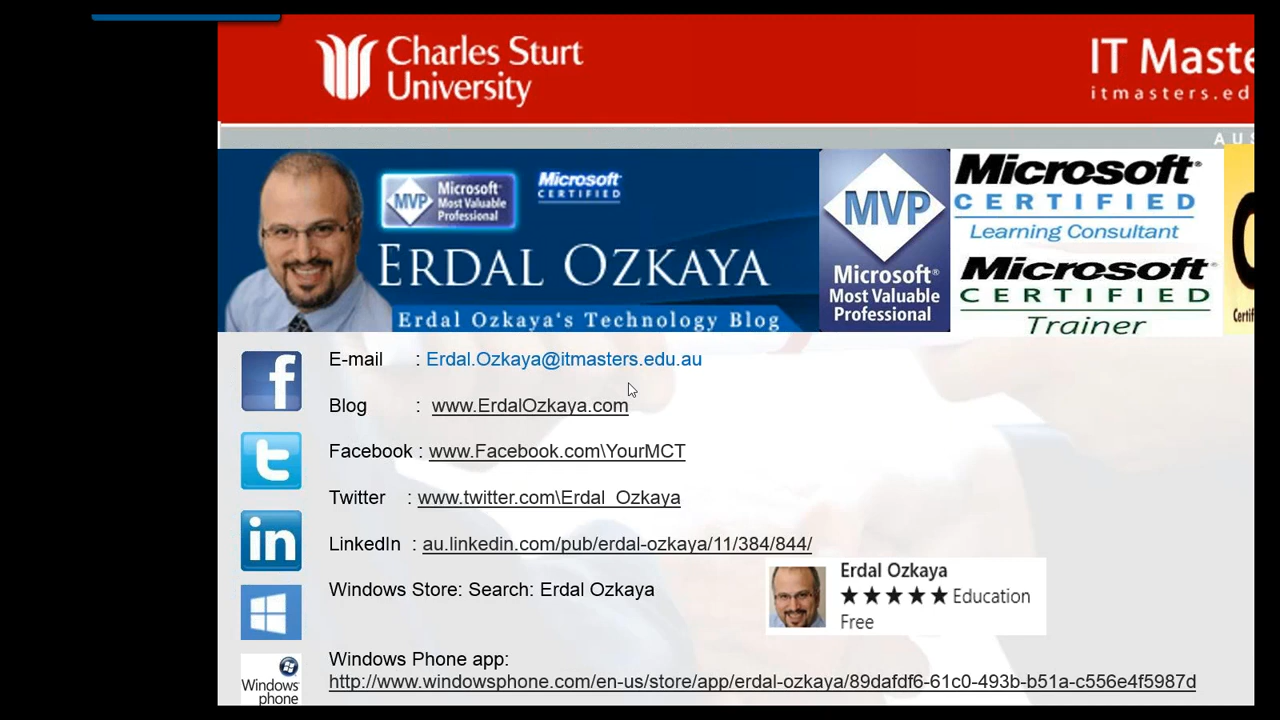 Charles Sturt
University
IT Maste
itmasters.ed
AUS
MVP
Microsoft®
Most Valuable
Professional
Microsoft
CERTIFIED
ERDAL OZKAYA
Erdal Ozkaya's Technology Blog
MVP
Microsoft®
Most Valuable
Professional
Microsoft®
CERTIFIED
Learning Consultant
Microsoft®
CERTIFIED
Trainer
Certif
E-mail : Erdal.Ozkaya@itmasters.edu.au
Blog : www.ErdalOzkaya.com
Facebook : www.Facebook.com\YourMCT
Twitter : www.twitter.com\Erdal_Ozkaya
LinkedIn : au.linkedin.com/pub/erdal-ozkaya/11/384/844/
Windows Store: Search: Erdal Ozkaya
Erdal Ozkaya
★★★★★ Education
Free
Windows Phone app:
http://www.windowsphone.com/en-us/store/app/erdal-ozkaya/89dafdf6-61c0-493b-b51a-c556e4f5987d
f
t
in
Windows
phone